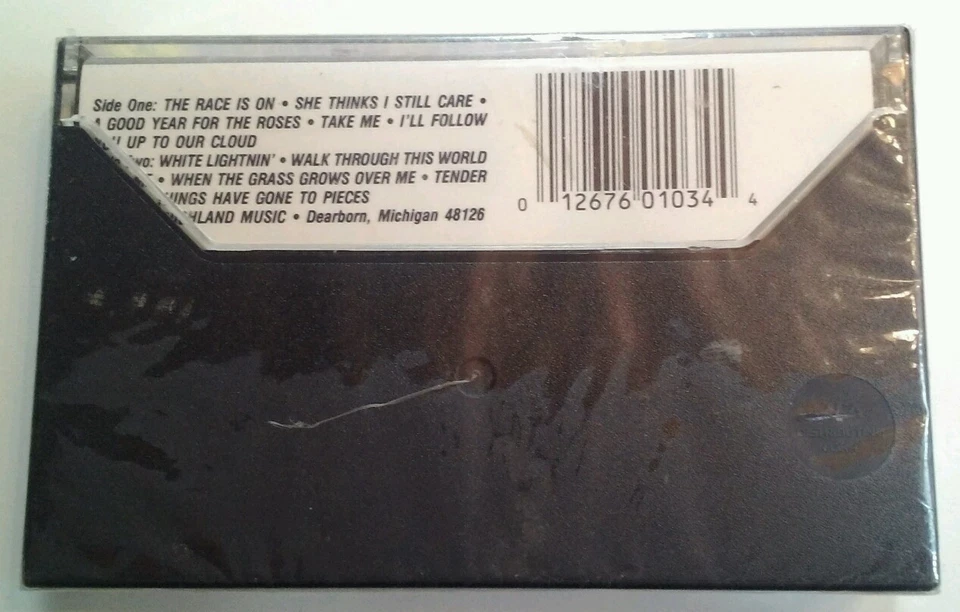 Side One: THE RACE IS ON • SHE THINKS I STILL CARE •
A GOOD YEAR FOR THE ROSES • TAKE ME • I'LL FOLLOW
UP TO OUR CLOUD
Two: WHITE LIGHTNIN' • WALK THROUGH THIS WORLD
• WHEN THE GRASS GROWS OVER ME • TENDER
HAVE GONE TO PIECES
MUSIC • Dearborn, Michigan 48126
0 12676 01034 4